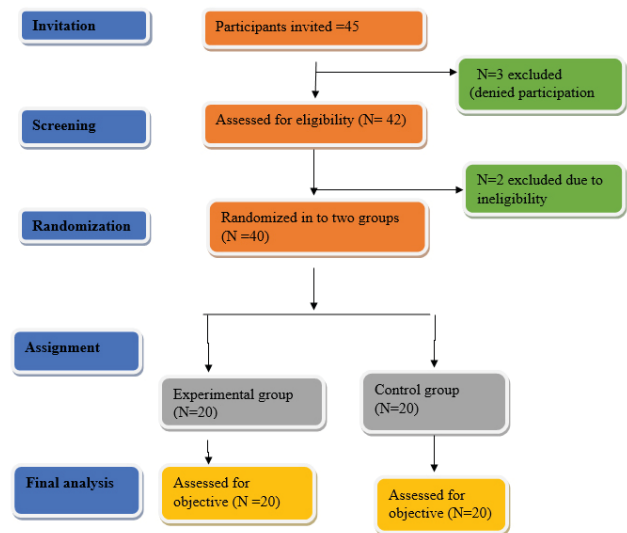 Invitation
Participants invited =45
N=3 excluded
(denied participation
Screening
Assessed for eligibility (N= 42)
N=2 excluded due to
ineligibility
Randomization
Randomized in to two groups
(N =40)
Assignment
Experimental group
(N=20)
Control group
(N=20)
Final analysis
Assessed for
objective (N =20)
Assessed for
objective (N=20)